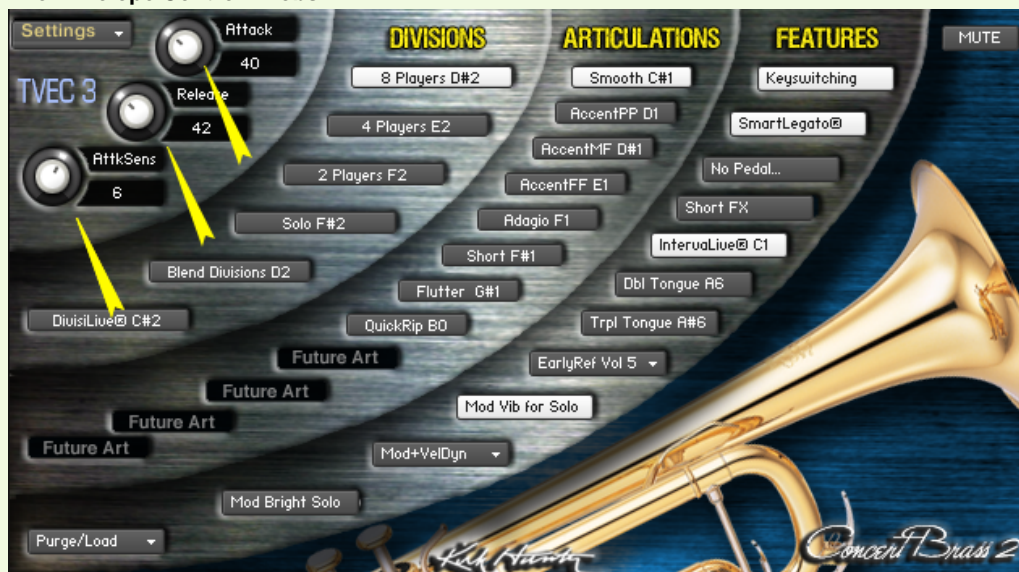 Settings
Attack
40
TVEC 3
Release
42
AttkSens
6
DIVISIONS
8 Players D#2
4 Players E2
2 Players F2
Solo F#2
Blend Divisions D2
DivisiLive® C#2
ARTICULATIONS
Smooth C#1
AccentPP D1
AccentMF D#1
AccentFF E1
Adagio F1
Short F#1
Flutter G#1
QuickRip B0
Future Art
Future Art
Future Art
Future Art
FEATURES
Keyswitching
SmartLegato®
No Pedal...
Short FX
IntervaLive® C1
Dbl Tongue A6
Trpl Tongue A#6
EarlyRef Vol 5
Mod Vib for Solo
Mod+VelDyn
Mod Bright Solo
Purge/Load
MUTE
Kirk Hunter
Concert Brass 2